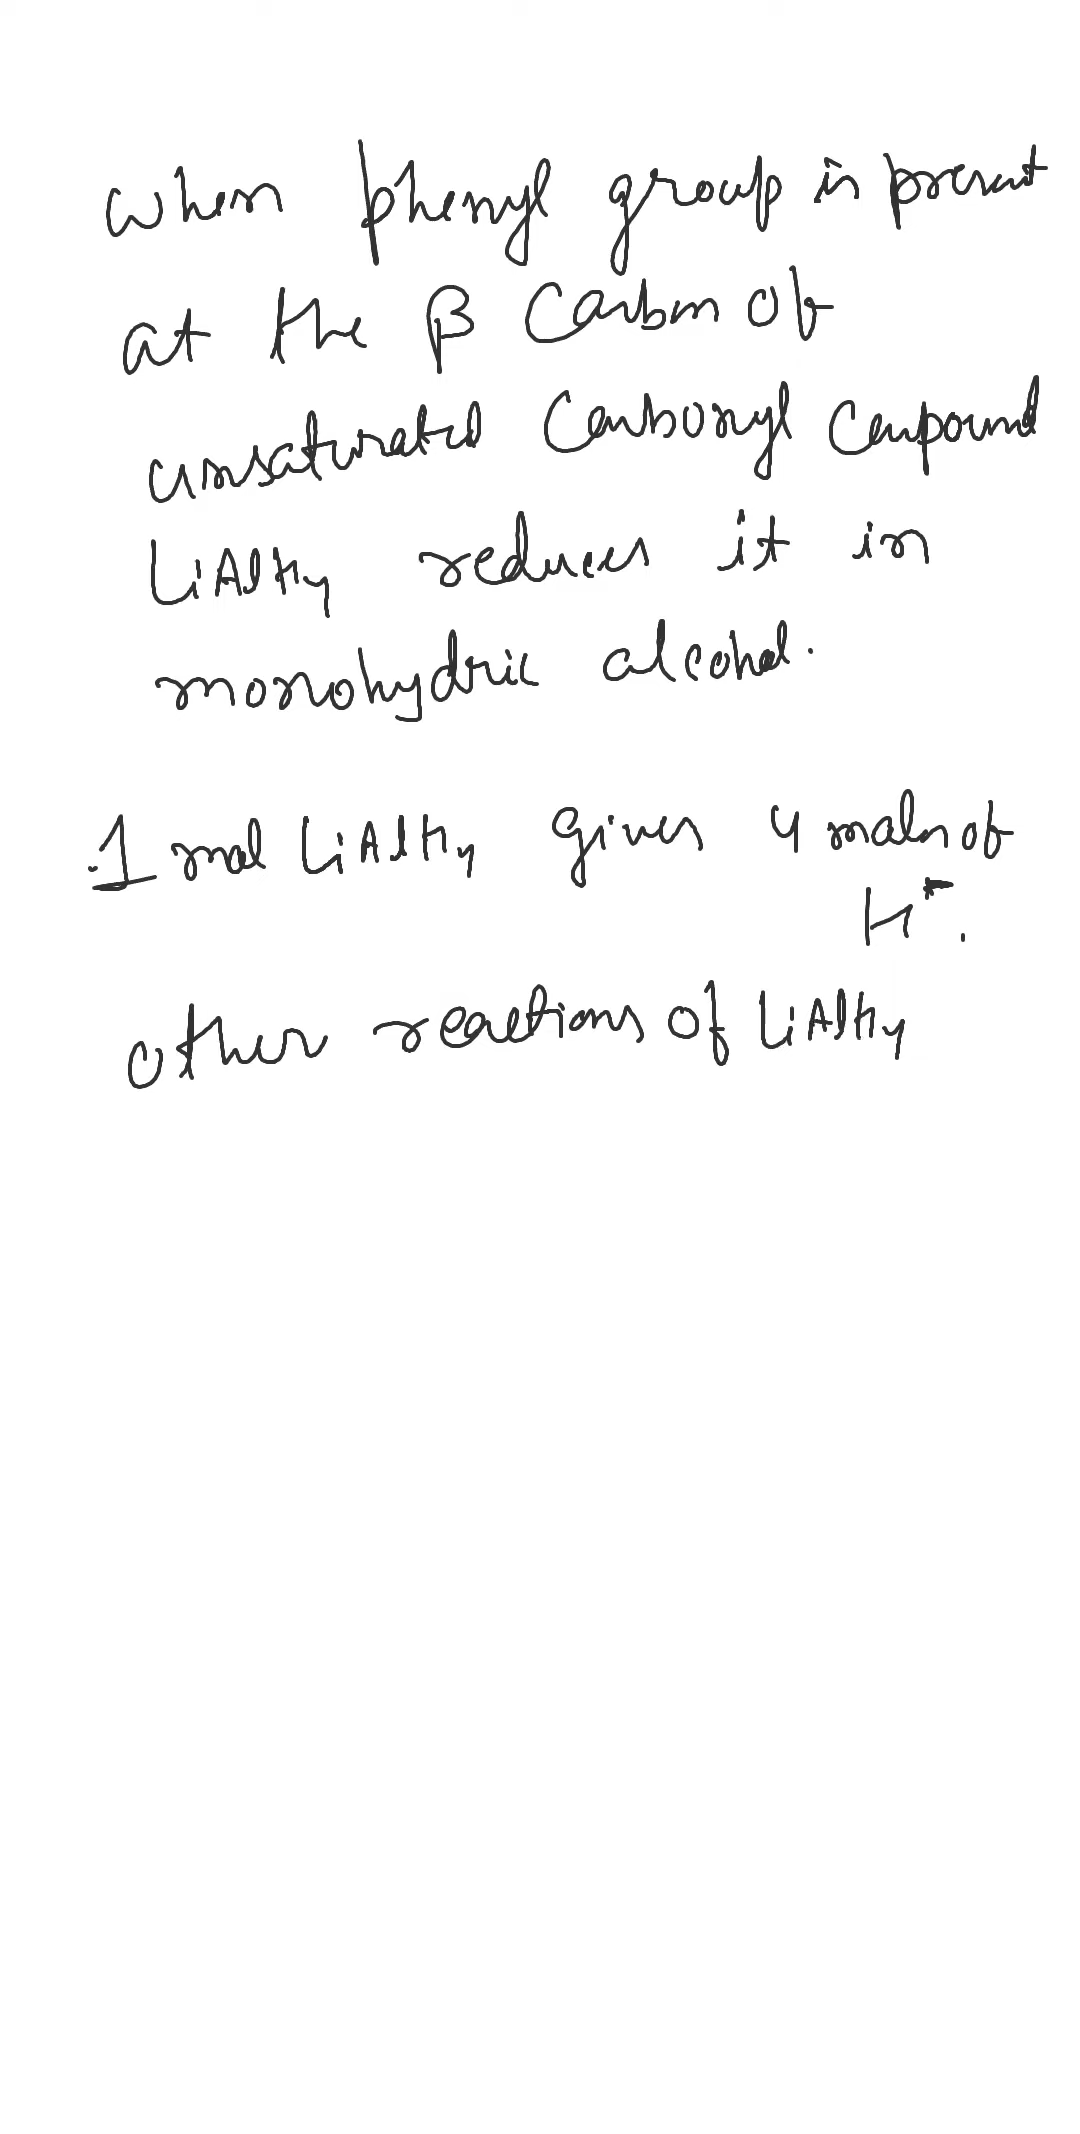 when phenyl group is present
at the β Carbon of
unsaturated Carbonyl Compound
LiAlH4 reduces it in
monohydric alcohol.
1 mol LiAlH4 gives 4 moles of
H-.
other reactions of LiAlH4